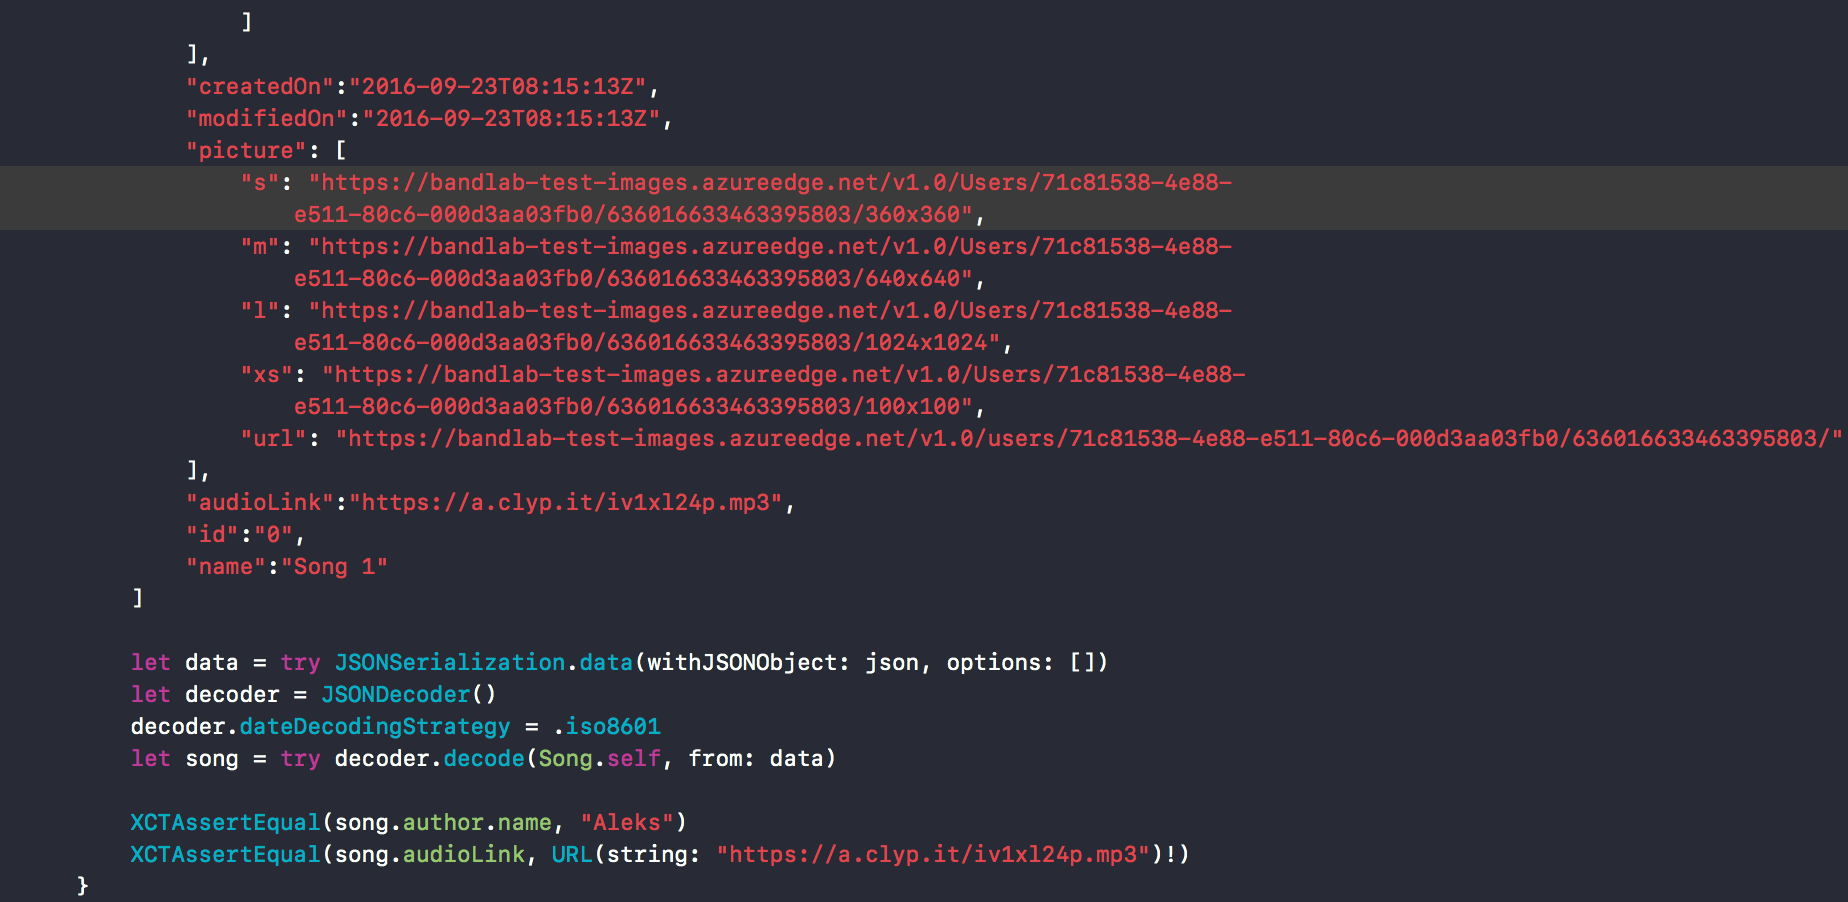 ]
],
"createdOn":"2016-09-23T08:15:13Z",
"modifiedOn":"2016-09-23T08:15:13Z",
"picture": [
"s": "https://bandlab-test-images.azureedge.net/v1.0/Users/71c81538-4e88-
e511-80c6-000d3aa03fb0/636016633463395803/360x360",
"m": "https://bandlab-test-images.azureedge.net/v1.0/Users/71c81538-4e88-
e511-80c6-000d3aa03fb0/636016633463395803/640x640",
"l": "https://bandlab-test-images.azureedge.net/v1.0/Users/71c81538-4e88-
e511-80c6-000d3aa03fb0/636016633463395803/1024x1024",
"xs": "https://bandlab-test-images.azureedge.net/v1.0/Users/71c81538-4e88-
e511-80c6-000d3aa03fb0/636016633463395803/100x100",
"url": "https://bandlab-test-images.azureedge.net/v1.0/users/71c81538-4e88-e511-80c6-000d3aa03fb0/636016633463395803/"
],
"audioLink":"https://a.clyp.it/iv1xl24p.mp3",
"id":"0",
"name":"Song 1"
]
let data = try JSONSerialization.data(withJSONObject: json, options: [])
let decoder = JSONDecoder()
decoder.dateDecodingStrategy = .iso8601
let song = try decoder.decode(Song.self, from: data)
XCTAssertEqual(song.author.name, "Aleks")
XCTAssertEqual(song.audioLink, URL(string: "https://a.clyp.it/iv1xl24p.mp3")!)
}